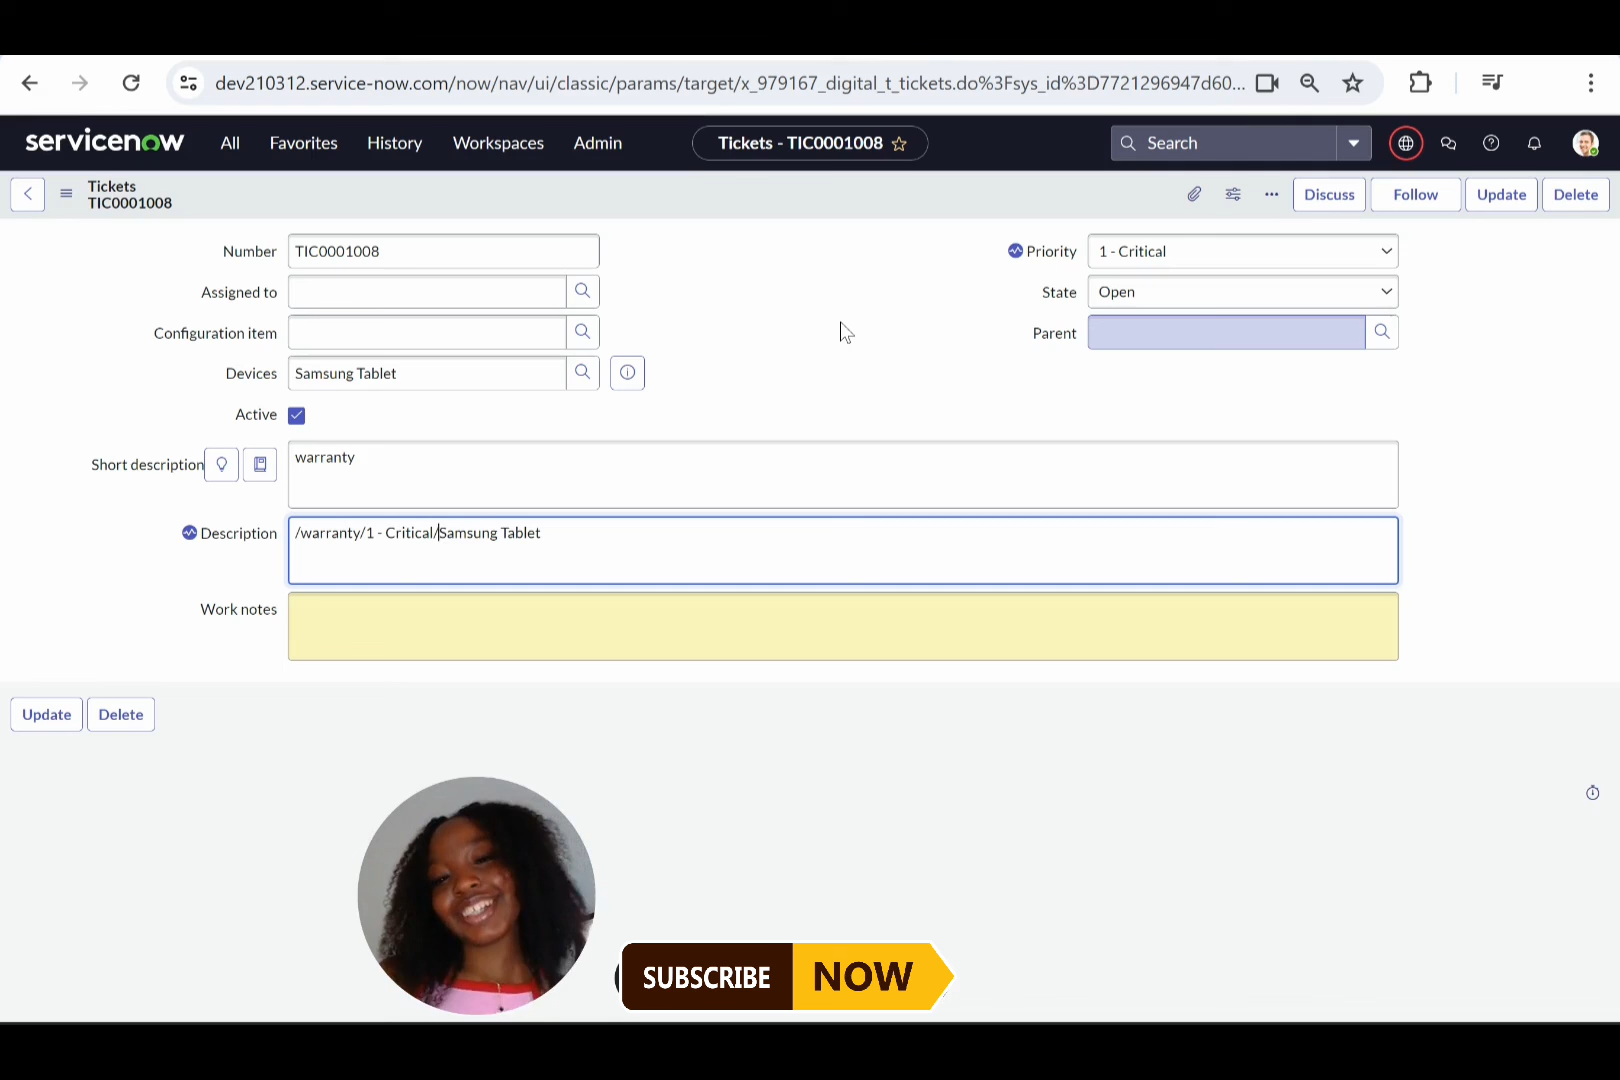 dev210312.service-now.com/now/nav/ui/classic/params/target/x_979167_digital_t_tickets.do%3Fsys_id%3D7721296947d60...
servicenow All Favorites History Workspaces Admin Tickets - TIC0001008 Search
Tickets
TIC0001008
Discuss Follow Update Delete
Number TIC0001008 Priority 1 - Critical
Assigned to State Open
Configuration item Parent
Devices Samsung Tablet
Active
Short description warranty
Description /warranty/1 - Critical/Samsung Tablet
Work notes
Update Delete
SUBSCRIBE NOW